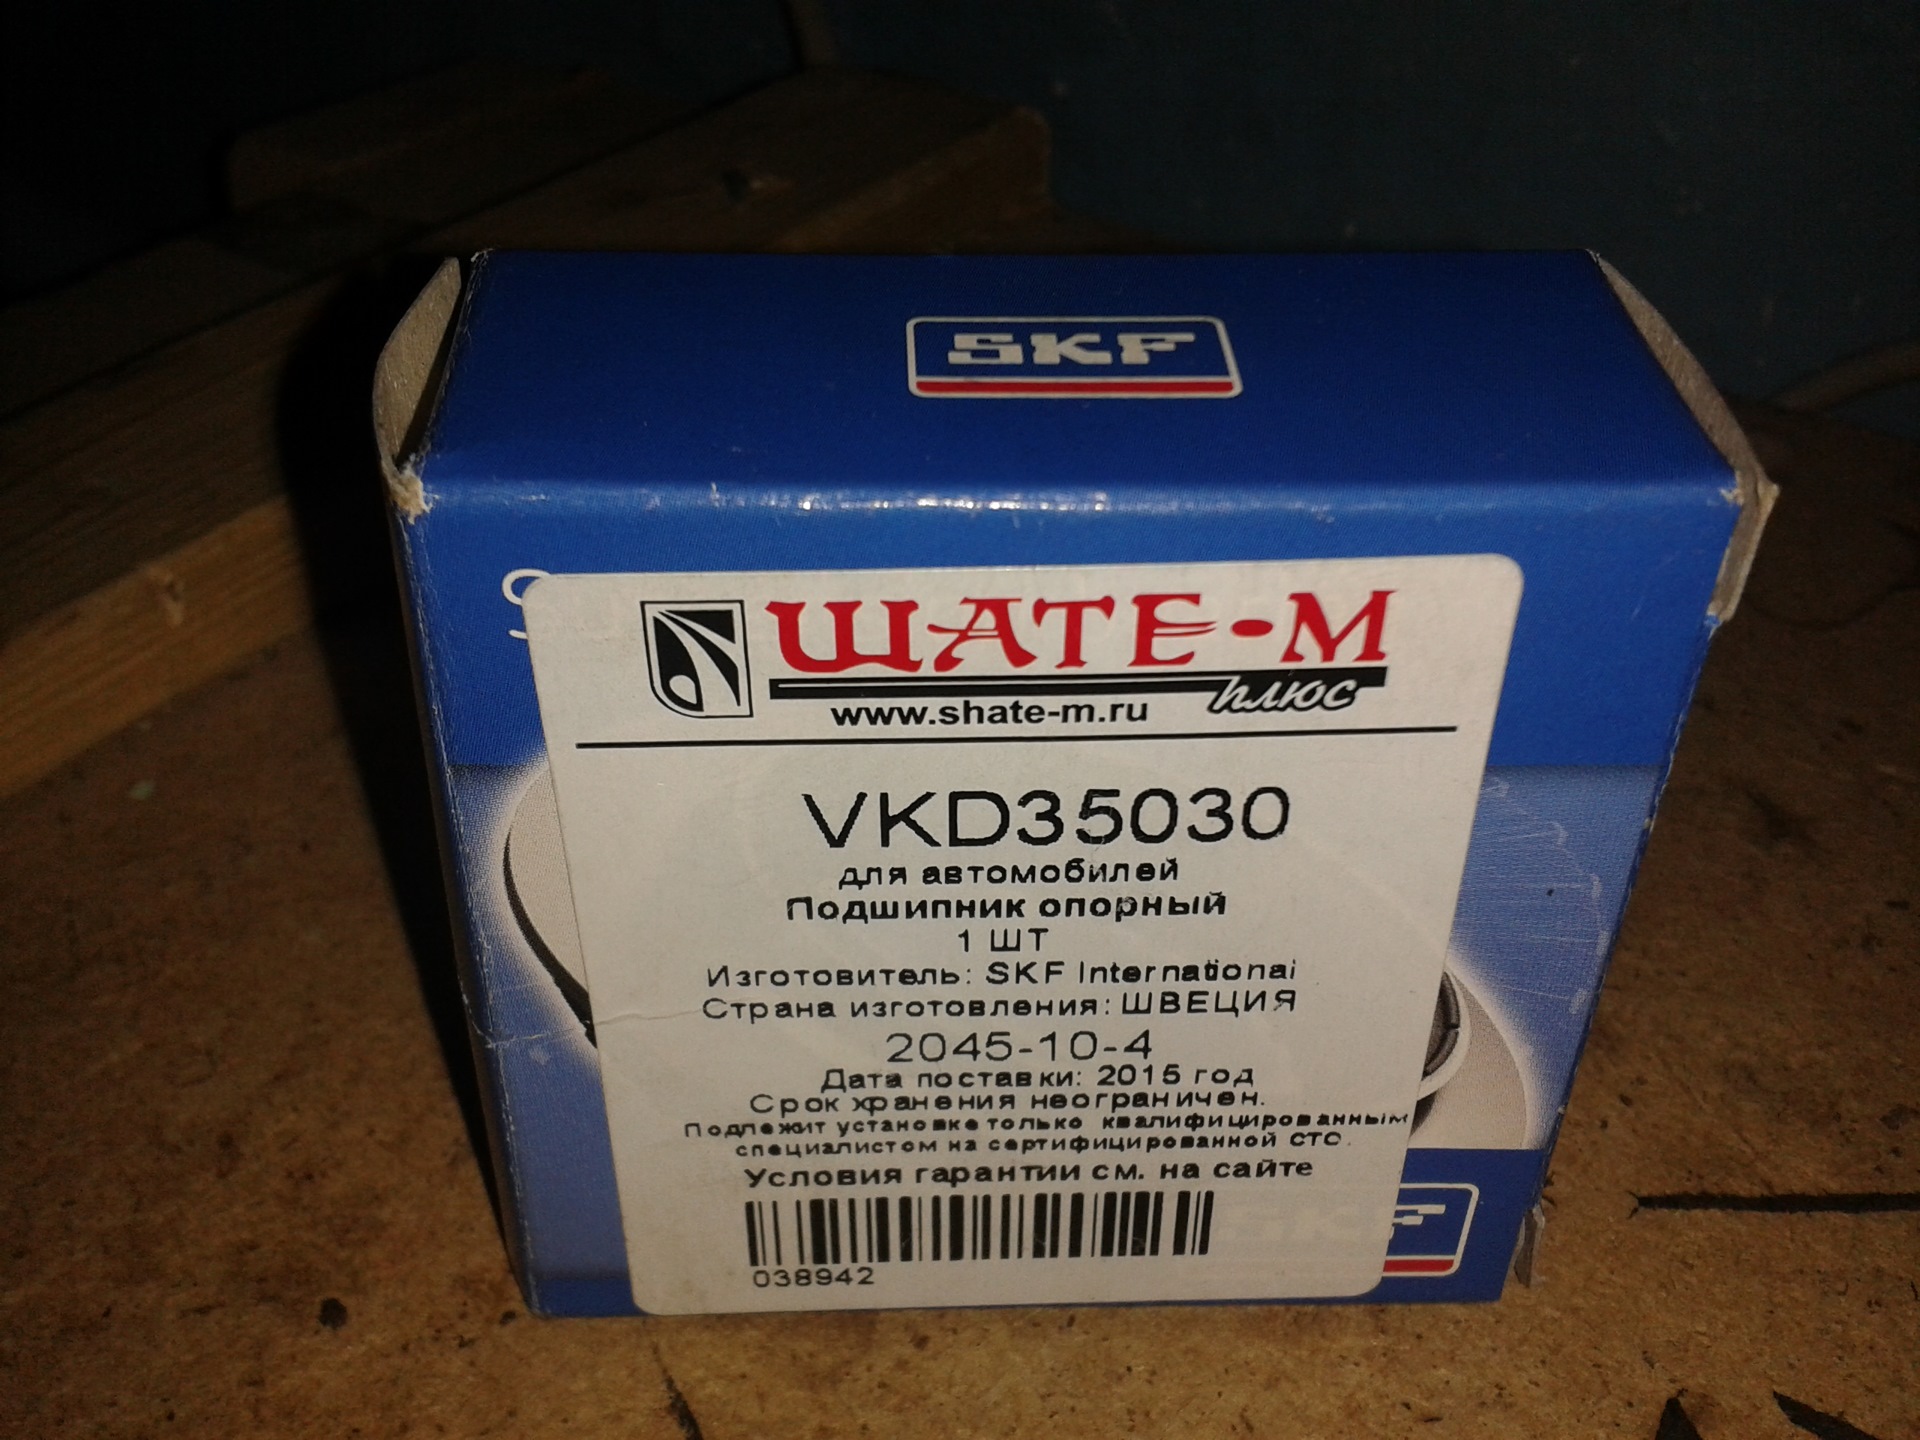 SKF
S
ШАТЕ-М
плюс
www.shate-m.ru
VKD35030
для автомобилей
Подшипник опорный
1 ШТ
Изготовитель: SKF International
Страна изготовления: ШВЕЦИЯ
2045-10-4
Дата поставки: 2015 год
Срок хранения неограничен.
Подлежит установке только квалифицированным
специалистом на сертифицированной СТО.
Условия гарантии см. на сайте
038942
SKF